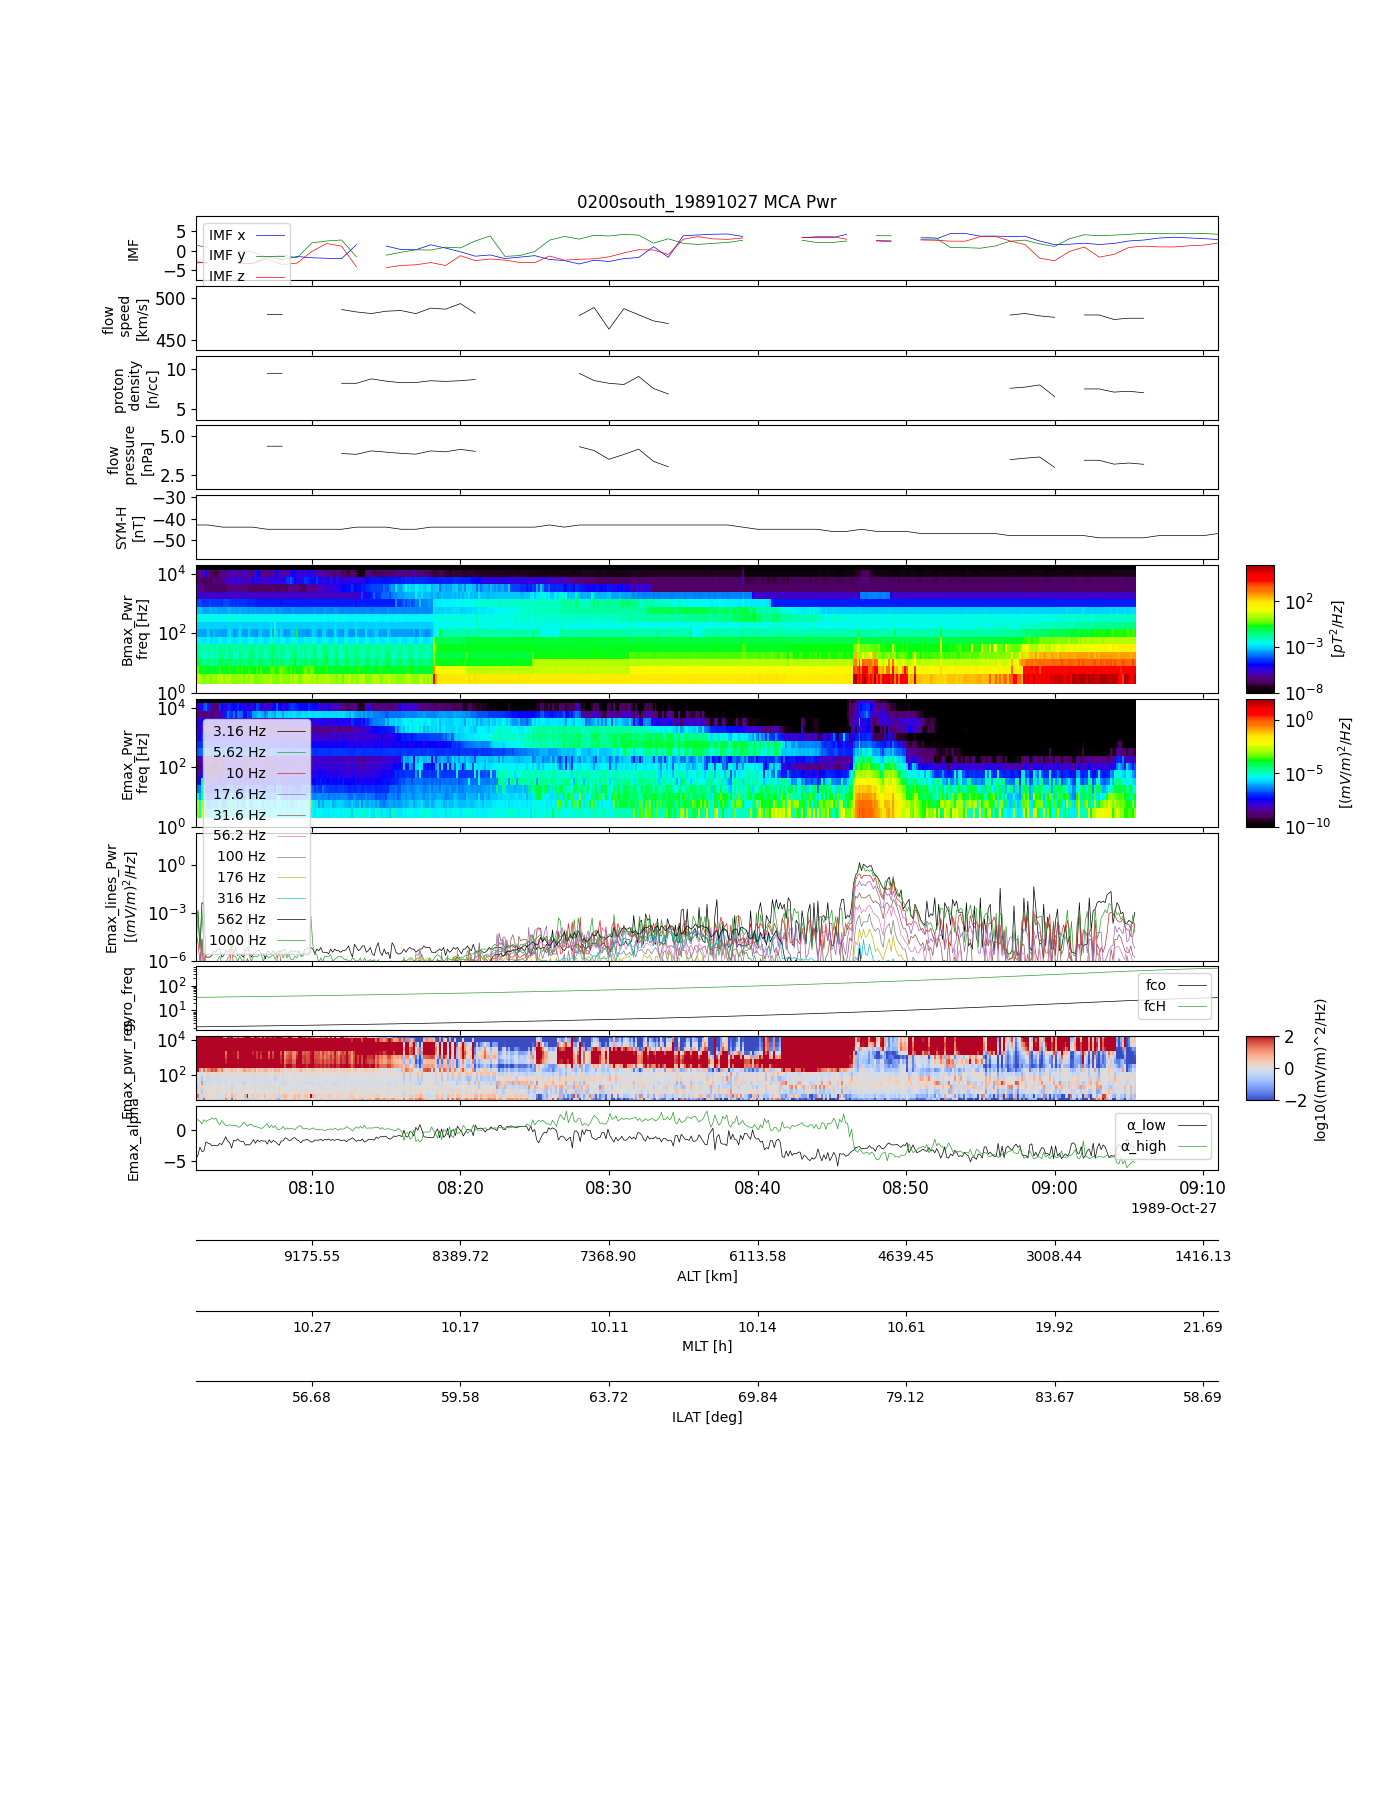 0200south_19891027 MCA Pwr
IMF
5
0
−5
IMF x
IMF y
IMF z
flow
speed
[km/s]
500
450
proton
density
[n/cc]
10
5
flow
pressure
[nPa]
5.0
2.5
SYM-H
[nT]
−30
−40
−50
Bmax_Pwr
freq [Hz]
10^4
10^2
10^0
10^2
10^−3
10^−8
[pT^2/Hz]
Emax_Pwr
freq [Hz]
10^4
10^2
10^0
10^0
10^−5
10^−10
[(mV/m)^2/Hz]
3.16 Hz
5.62 Hz
10 Hz
17.6 Hz
31.6 Hz
56.2 Hz
100 Hz
176 Hz
316 Hz
562 Hz
1000 Hz
Emax_lines_Pwr
[(mV/m)^2/Hz]
10^0
10^−3
10^−6
gyro_freq
10^2
10^1
fco
fcH
Emax_pwr_reg
10^4
10^2
2
0
−2
log10((mV/m)^2/Hz)
Emax_alpha
0
−5
α_low
α_high
08:10 08:20 08:30 08:40 08:50 09:00 09:10
1989-Oct-27
9175.55 8389.72 7368.90 6113.58 4639.45 3008.44 1416.13
ALT [km]
10.27 10.17 10.11 10.14 10.61 19.92 21.69
MLT [h]
56.68 59.58 63.72 69.84 79.12 83.67 58.69
ILAT [deg]